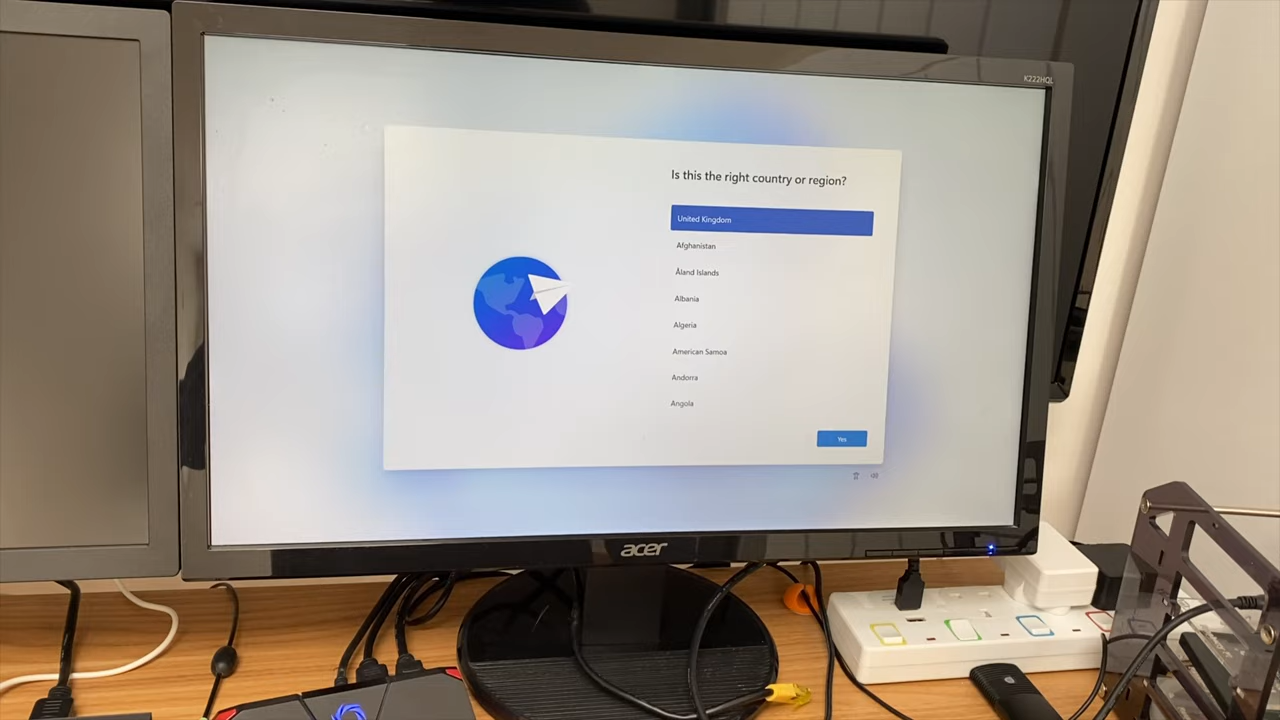 K222HQL
Is this the right country or region?
United Kingdom
Afghanistan
Åland Islands
Albania
Algeria
American Samoa
Andorra
Angola
Yes
acer